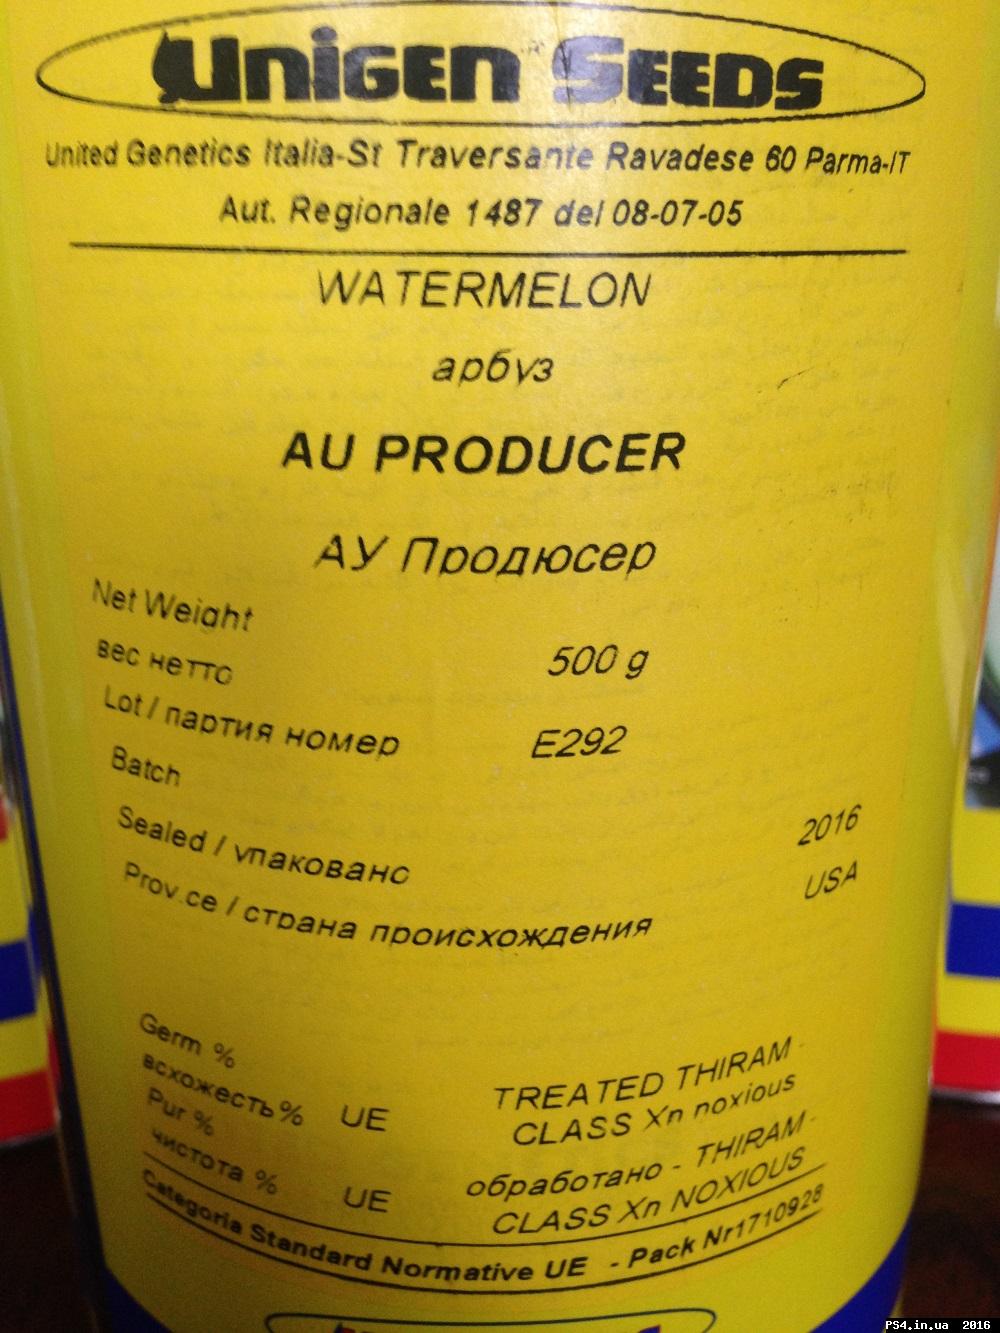 UNIGEN SEEDS
United Genetics Italia-St Traversante Ravadese 60 Parma-IT
Aut. Regionale 1487 del 08-07-05
WATERMELON
арбуз
AU PRODUCER
АУ Продюсер
Net Weight
вес нетто 500 g
Lot / партия номер E292
Batch
Sealed / упаковано 2016
Prov.ce / страна происхождения USA
Germ % TREATED THIRAM -
всхожесть% UE CLASS Xn noxious
Pur % обработано - THIRAM -
чистота % UE CLASS Xn NOXIOUS
Categoria Standard Normative UE - Pack Nr1710928
PS4.in.ua 2016